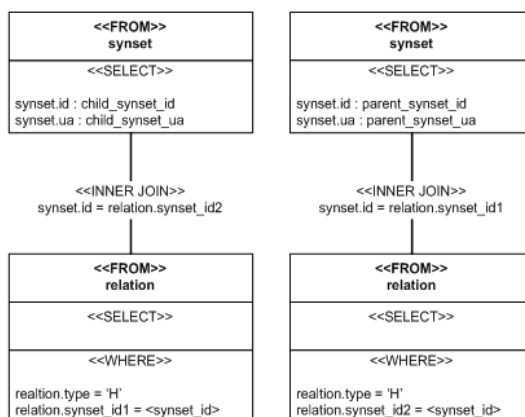 <<FROM>>
synset
<<SELECT>>
synset.id : child_synset_id
synset.ua : child_synset_ua
<<INNER JOIN>>
synset.id = relation.synset_id2
<<FROM>>
relation
<<SELECT>>
<<WHERE>>
realtion.type = 'H'
relation.synset_id1 = <synset_id>
<<FROM>>
synset
<<SELECT>>
synset.id : parent_synset_id
synset.ua : parent_synset_ua
<<INNER JOIN>>
synset.id = relation.synset_id1
<<FROM>>
relation
<<SELECT>>
<<WHERE>>
realtion.type = 'H'
relation.synset_id2 = <synset_id>